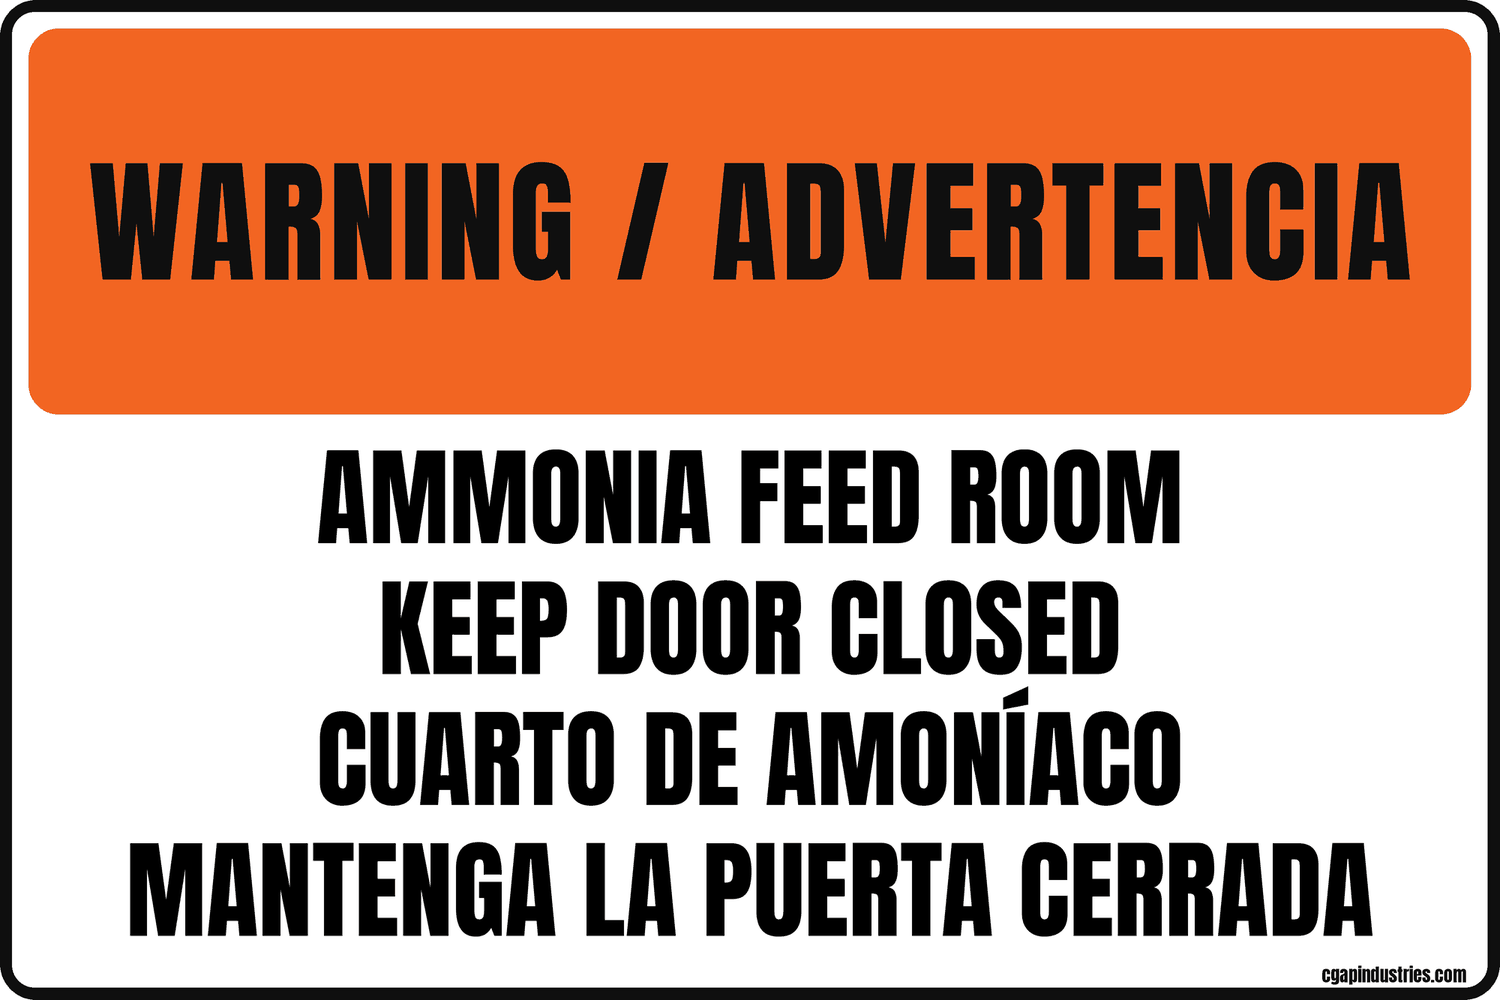 WARNING / ADVERTENCIA
AMMONIA FEED ROOM
KEEP DOOR CLOSED
CUARTO DE AMONÍACO
MANTENGA LA PUERTA CERRADA
cgapindustries.com